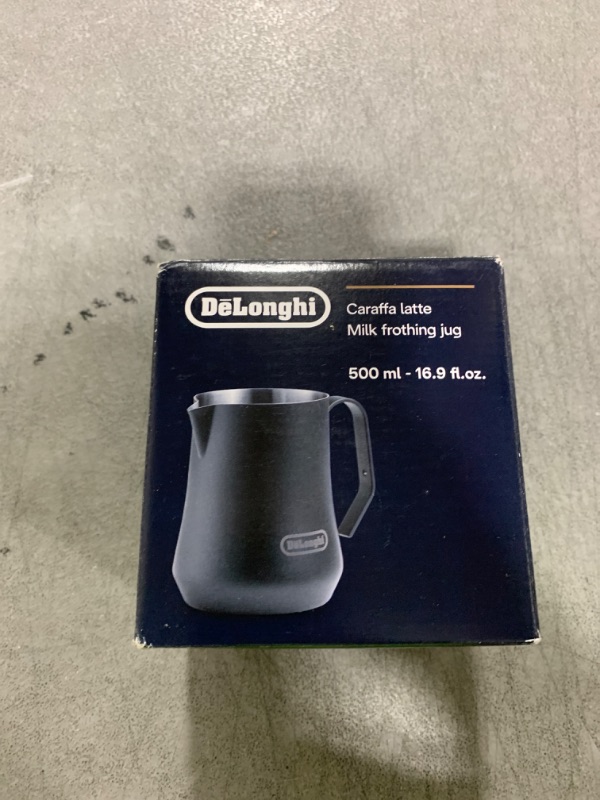 DēLonghi
Caraffa latte
Milk frothing jug
500 ml - 16.9 fl.oz.
DēLonghi